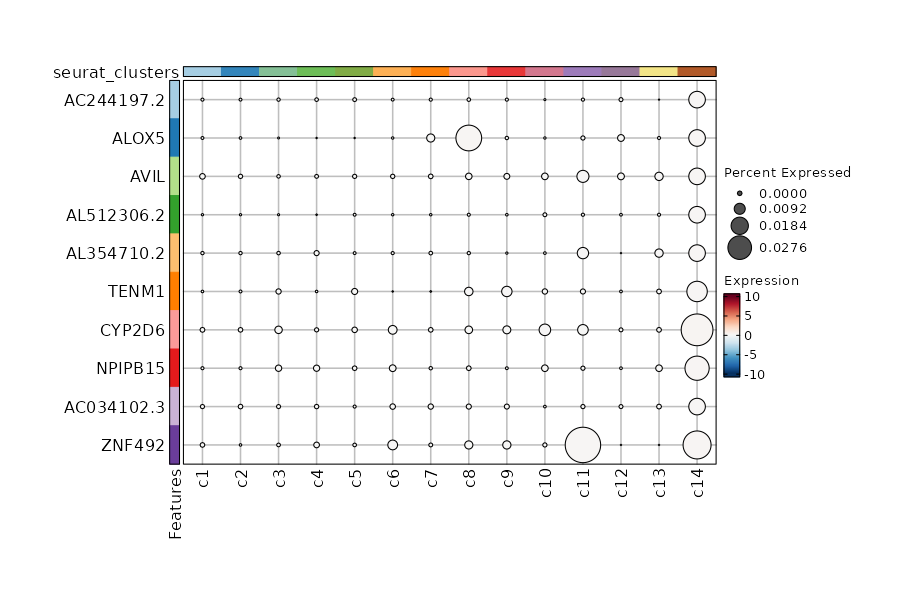 seurat_clusters
AC244197.2
ALOX5
AVIL
AL512306.2
AL354710.2
TENM1
CYP2D6
NPIPB15
AC034102.3
ZNF492
Features
c1 c2 c3 c4 c5 c6 c7 c8 c9 c10 c11 c12 c13 c14
Percent Expressed
0.0000
0.0092
0.0184
0.0276
Expression
10
5
0
-5
-10